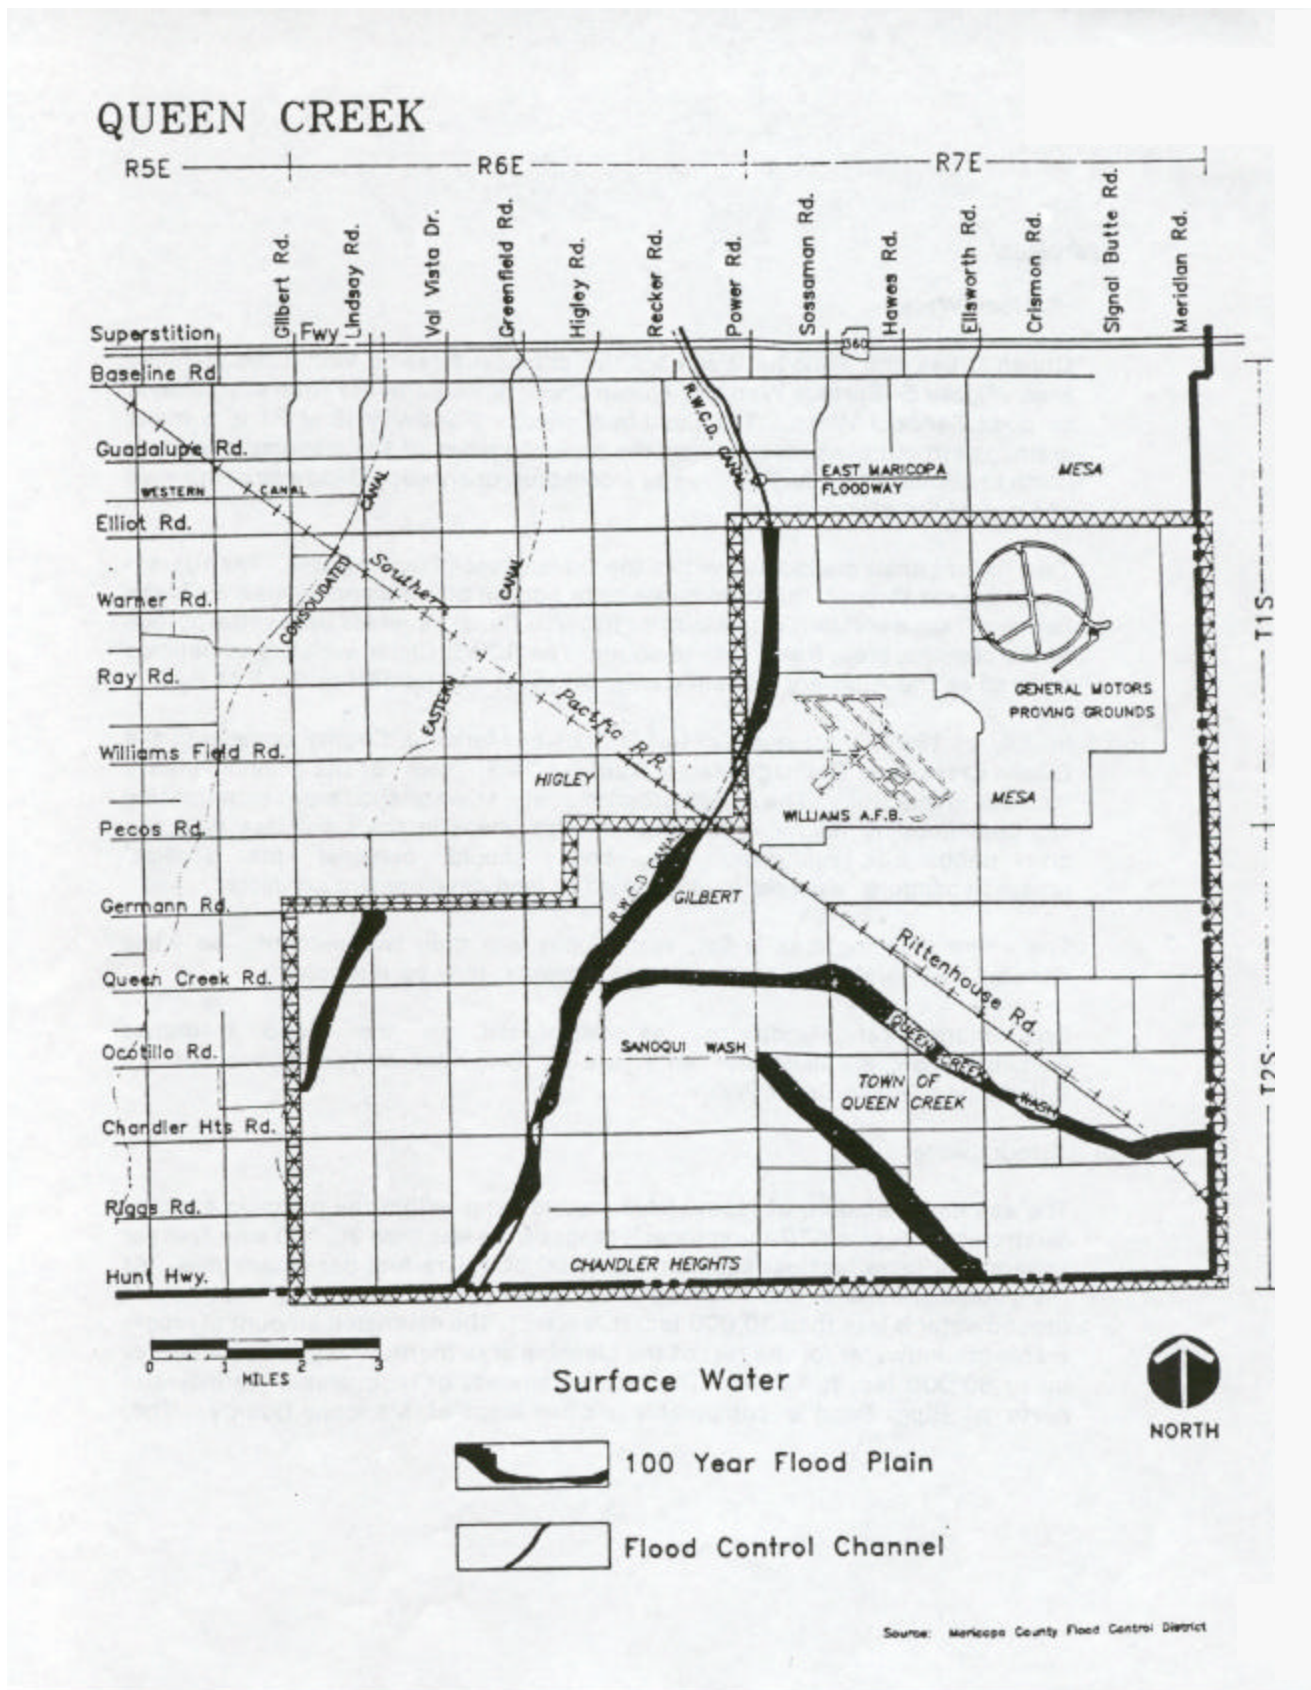 QUEEN CREEK
R5E
R6E
R7E
Gilbert Rd.
Lindsay Rd.
Val Vista Dr.
Greenfield Rd.
Higley Rd.
Recker Rd.
Power Rd.
Sossaman Rd.
Hawes Rd.
Ellsworth Rd.
Crismon Rd.
Signal Butte Rd.
Meridian Rd.
Superstition Fwy
360
Baseline Rd
R.W.C.D. CANAL
Guadalupe Rd.
EAST MARICOPA
FLOODWAY
MESA
WESTERN CANAL
CANAL
Elliot Rd.
CONSOLIDATED
Southern
CANAL
Warner Rd.
T1S
Ray Rd.
EASTERN
Pacific R.R.
GENERAL MOTORS
PROVING GROUNDS
Williams Field Rd.
HIGLEY
MESA
WILLIAMS A.F.B.
Pecos Rd.
R.W.C.D. CANAL
GILBERT
Germann Rd.
Rittenhouse Rd.
Queen Creek Rd.
QUEEN CREEK WASH
Ocotillo Rd.
SANOQUI WASH
TOWN OF
QUEEN CREEK
T2S
Chandler Hts Rd.
Riggs Rd.
CHANDLER HEIGHTS
Hunt Hwy.
0 1 2 3
MILES
Surface Water
NORTH
100 Year Flood Plain
Flood Control Channel
Source: Maricopa County Flood Control District